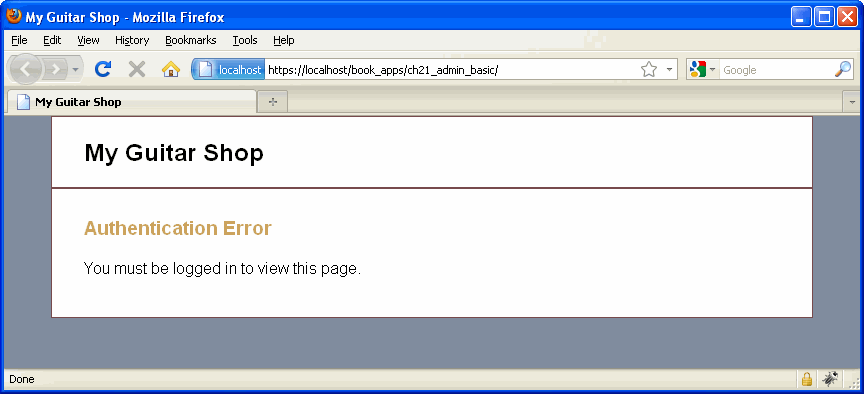 My Guitar Shop - Mozilla Firefox
File Edit View History Bookmarks Tools Help
localhost https://localhost/book_apps/ch21_admin_basic/ Google
My Guitar Shop
My Guitar Shop
Authentication Error
You must be logged in to view this page.
Done